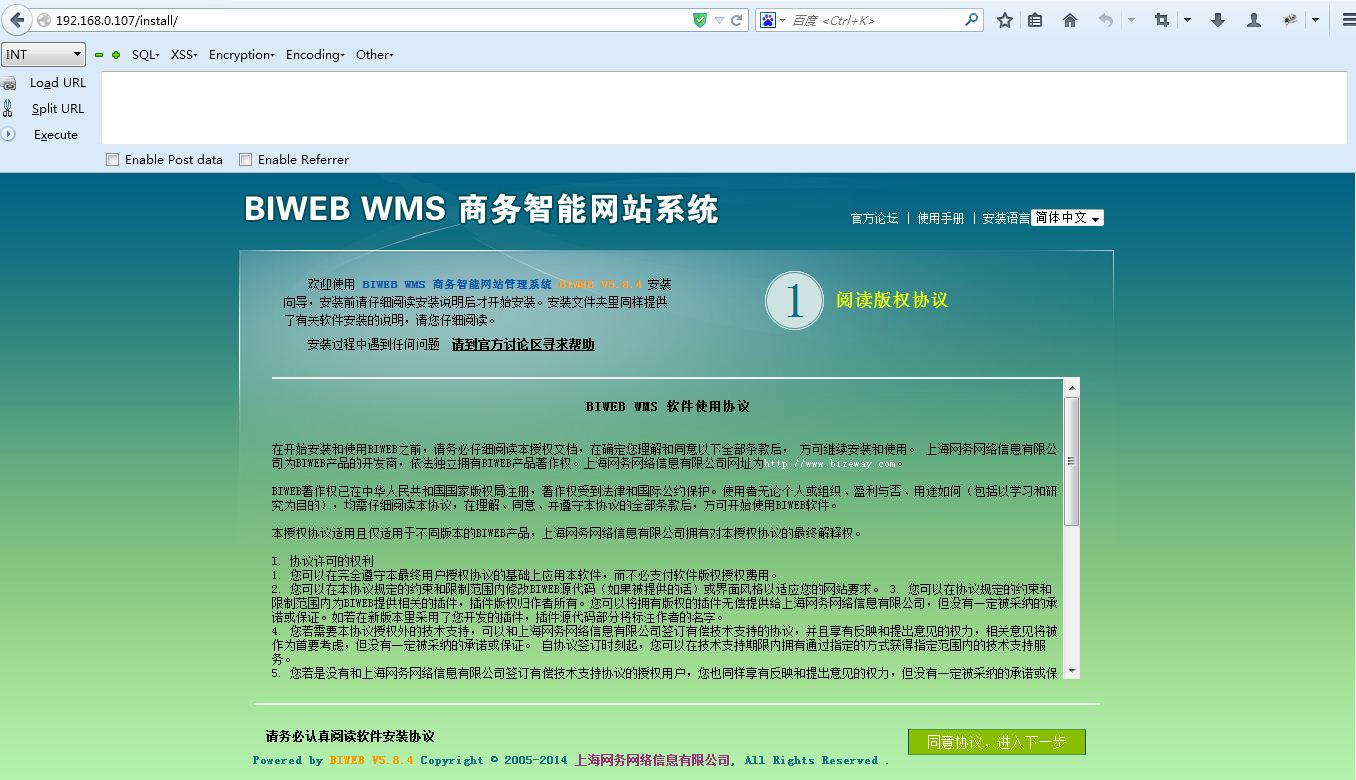 192.168.0.107/install/
百度 <Ctrl+K>
INT SQL XSS Encryption Encoding Other
Load URL
Split URL
Execute
Enable Post data Enable Referrer
BIWEB WMS 商务智能网站系统
官方论坛 | 使用手册 | 安装语言 简体中文
欢迎使用 BIWEB WMS 商务智能网站管理系统 BIWEB V5.8.4 安装
向导，安装前请仔细阅读安装说明后才开始安装。安装文件夹里同样提供
了有关软件安装的说明，请您仔细阅读。
安装过程中遇到任何问题 请到官方讨论区寻求帮助
1 阅读版权协议
BIWEB WMS 软件使用协议
在开始安装和使用BIWEB之前，请务必仔细阅读本授权文档，在确定您理解和同意以下全部条款后， 方可继续安装和使用。 上海网务网络信息有限公
司为BIWEB产品的开发商，依法独立拥有BIWEB产品著作权。上海网务网络信息有限公司网址为http://www.bizeway.com。
BIWEB著作权已在中华人民共和国国家版权局注册，著作权受到法律和国际公约保护。使用者无论个人或组织、盈利与否、用途如何（包括以学习和研
究为目的），均需仔细阅读本协议，在理解、同意、并遵守本协议的全部条款后，方可开始使用BIWEB软件。
本授权协议适用且仅适用于不同版本的BIWEB产品，上海网务网络信息有限公司拥有对本授权协议的最终解释权。
I. 协议许可的权利
1. 您可以在完全遵守本最终用户授权协议的基础上应用本软件，而不必支付软件版权授权费用。
2. 您可以在本协议规定的约束和限制范围内修改BIWEB源代码（如果被提供的话）或界面风格以适应您的网站要求。 3. 您可以在协议规定的约束和
限制范围内为BIWEB提供相关的插件，插件版权归作者所有。您可以将拥有版权的插件无偿提供给上海网务网络信息有限公司，但没有一定被采纳的承
诺或保证。如若在新版本里采用了您开发的插件，插件源代码部分将标注作者的名字。
4. 您若需要本协议授权外的技术支持，可以和上海网务网络信息有限公司签订有偿技术支持的协议，并且享有反映和提出意见的权力，相关意见将被
作为首要考虑，但没有一定被采纳的承诺或保证。 自协议签订时刻起，您可以在技术支持期限内拥有通过指定的方式获得指定范围内的技术支持服
务。
5. 您若是没有和上海网务网络信息有限公司签订有偿技术支持协议的授权用户，您也同样享有反映和提出意见的权力，但没有一定被采纳的承诺或保
请务必认真阅读软件安装协议
同意协议，进入下一步
Powered by BIWEB V5.8.4 Copyright © 2005-2014 上海网务网络信息有限公司, All Rights Reserved .